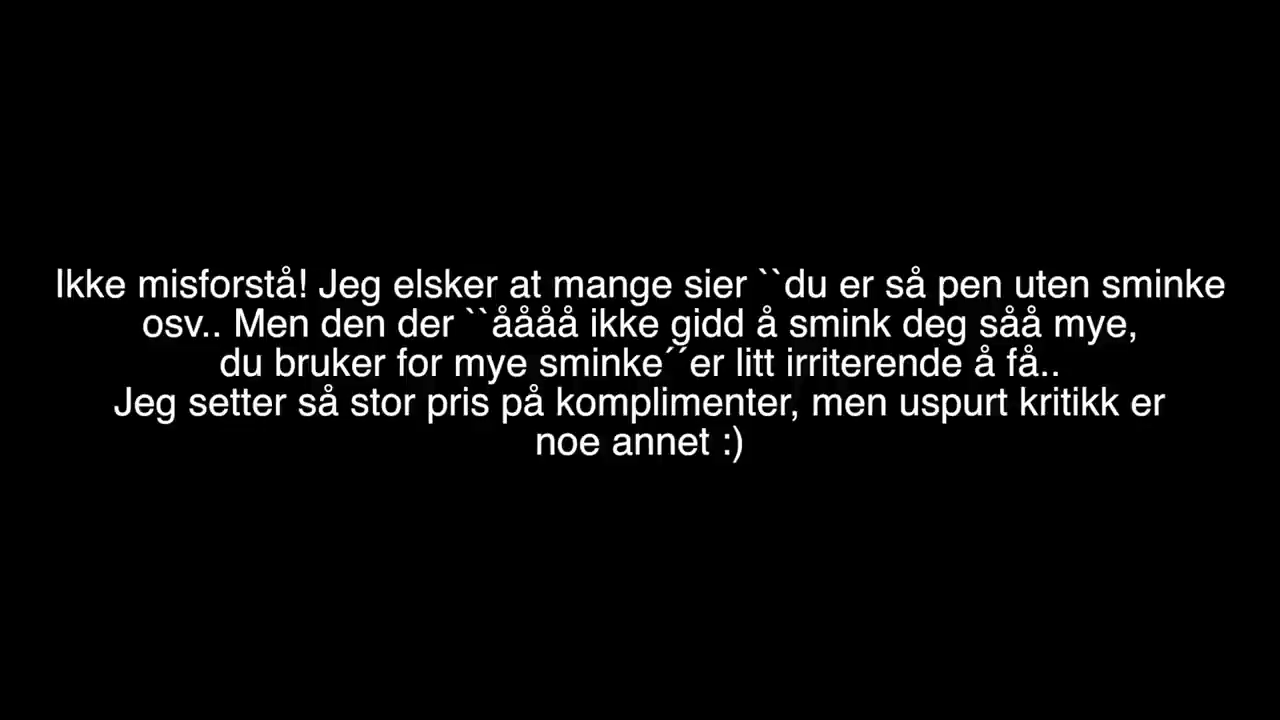 Ikke misforstå! Jeg elsker at mange sier ``du er så pen uten sminke
osv.. Men den der ``åååå ikke gidd å smink deg såå mye,
du bruker for mye sminke´´er litt irriterende å få..
Jeg setter så stor pris på komplimenter, men uspurt kritikk er
noe annet :)